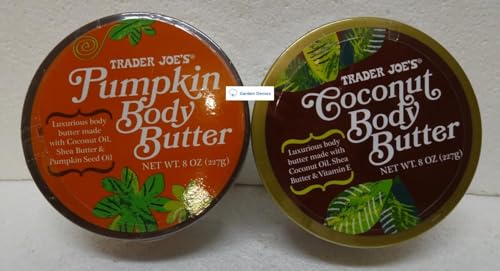 TRADER JOE'S®
Pumpkin
Body
Butter
Luxurious body
butter made
with Coconut Oil,
Shea Butter &
Pumpkin Seed Oil
NET WT. 8 OZ (227g)
Garden Genies
TRADER JOE'S®
Coconut
Body
Butter
Luxurious body
butter made with
Coconut Oil, Shea
Butter & Vitamin E
NET WT. 8 OZ (227g)